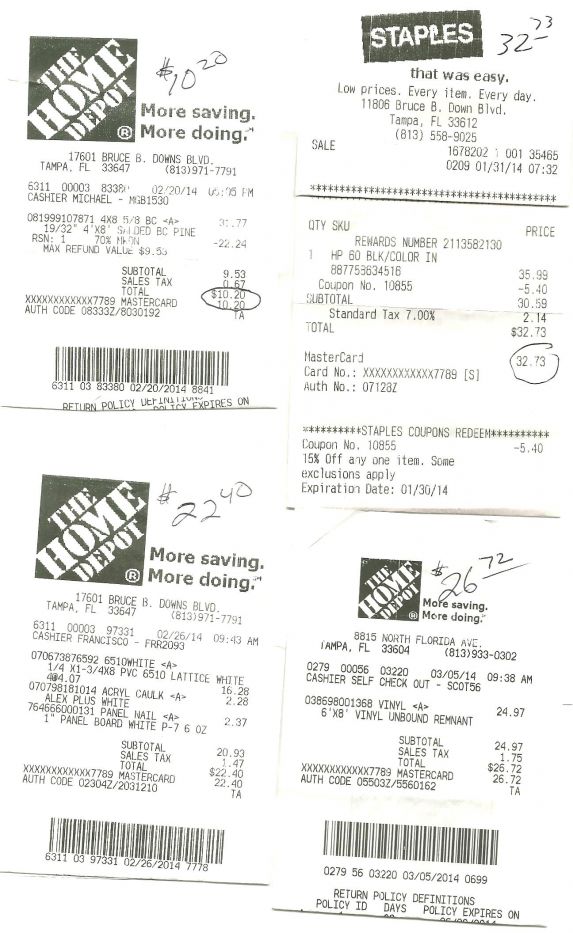 THE HOME DEPOT
$10 20
More saving.
More doing.
17601 BRUCE B. DOWNS BLVD.
TAMPA, FL 33647 (813)971-7791
6311 00003 83380 02/20/14 06:05 PM
CASHIER MICHAEL - MGB1530
081999107871 4X8 5/8 BC <A> 31.77
19/32" 4'X8' SANDED BC PINE
RSN: 1 70% MKDN -22.24
MAX REFUND VALUE $9.53
SUBTOTAL 9.53
SALES TAX 0.67
TOTAL $10.20
XXXXXXXXXXXX7789 MASTERCARD 10.20
AUTH CODE 08333Z/8030192 TA
6311 03 83380 02/20/2014 8841
RETURN POLICY DEFINITIONS
POLICY EXPIRES ON
STAPLES
32 73
that was easy.
Low prices. Every item. Every day.
11806 Bruce B. Down Blvd.
Tampa, FL 33612
(813) 558-9025
SALE 1678202 1 001 35465
0209 01/31/14 07:32
QTY SKU PRICE
REWARDS NUMBER 2113582130
1 HP 60 BLK/COLOR IN
887753634516 35.99
Coupon No. 10855 -5.40
SUBTOTAL 30.59
Standard Tax 7.00% 2.14
TOTAL $32.73
MasterCard 32.73
Card No.: XXXXXXXXXXXX7789 [S]
Auth No.: 07128Z
**********STAPLES COUPONS REDEEM**********
Coupon No. 10855 -5.40
15% Off any one item. Some
exclusions apply
Expiration Date: 01/30/14
THE HOME DEPOT
$22 40
More saving.
More doing.
17601 BRUCE B. DOWNS BLVD.
TAMPA, FL 33647 (813)971-7791
6311 00003 97331 02/26/14 09:43 AM
CASHIER FRANCISCO - FRR2093
070673876592 6510WHITE <A>
1/4 X1-3/4X8 PVC 6510 LATTICE WHITE
4@4.07 16.28
070798181014 ACRYL CAULK <A> 2.28
ALEX PLUS WHITE
764666000131 PANEL NAIL <A> 2.37
1" PANEL BOARD WHITE P-7 6 OZ
SUBTOTAL 20.93
SALES TAX 1.47
TOTAL $22.40
XXXXXXXXXXXX7789 MASTERCARD 22.40
AUTH CODE 02304Z/2031210 TA
6311 03 97331 02/26/2014 7778
THE HOME DEPOT
$26 72
More saving.
More doing.
8815 NORTH FLORIDA AVE.
TAMPA, FL 33604 (813)933-0302
0279 00056 03220 03/05/14 09:38 AM
CASHIER SELF CHECK OUT - SCOT56
038698001368 VINYL <A> 24.97
6'X8' VINYL UNBOUND REMNANT
SUBTOTAL 24.97
SALES TAX 1.75
TOTAL $26.72
XXXXXXXXXXXX7789 MASTERCARD 26.72
AUTH CODE 05503Z/5560162 TA
0279 56 03220 03/05/2014 0699
RETURN POLICY DEFINITIONS
POLICY ID DAYS POLICY EXPIRES ON